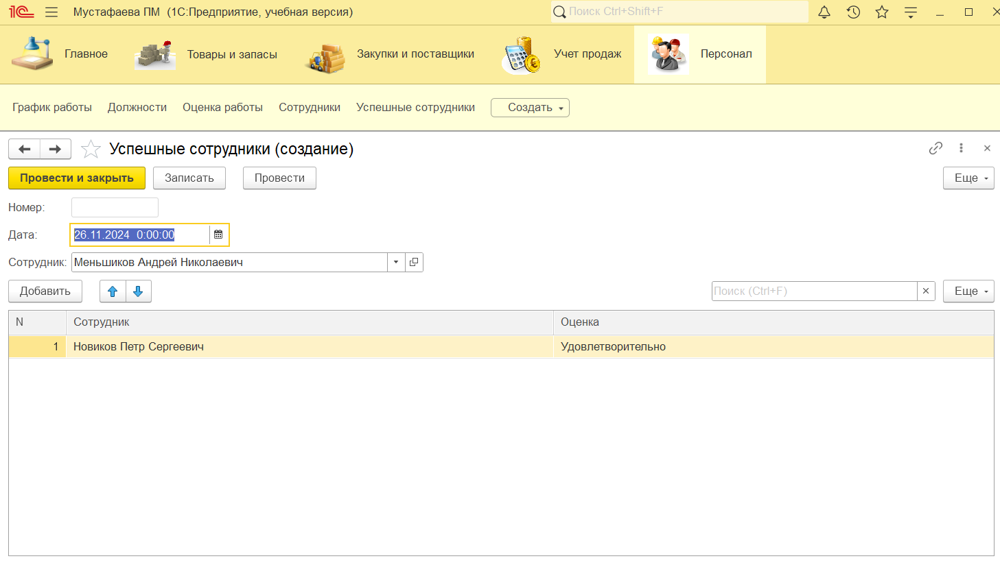 1С Мустафаева ПМ (1С:Предприятие, учебная версия) Поиск Ctrl+Shift+F
Главное Товары и запасы Закупки и поставщики Учет продаж Персонал
График работы Должности Оценка работы Сотрудники Успешные сотрудники Создать
Успешные сотрудники (создание)
Провести и закрыть Записать Провести Еще
Номер:
Дата: 26.11.2024 0:00:00
Сотрудник: Меньшиков Андрей Николаевич
Добавить Поиск (Ctrl+F) Еще
N Сотрудник Оценка
1 Новиков Петр Сергеевич Удовлетворительно